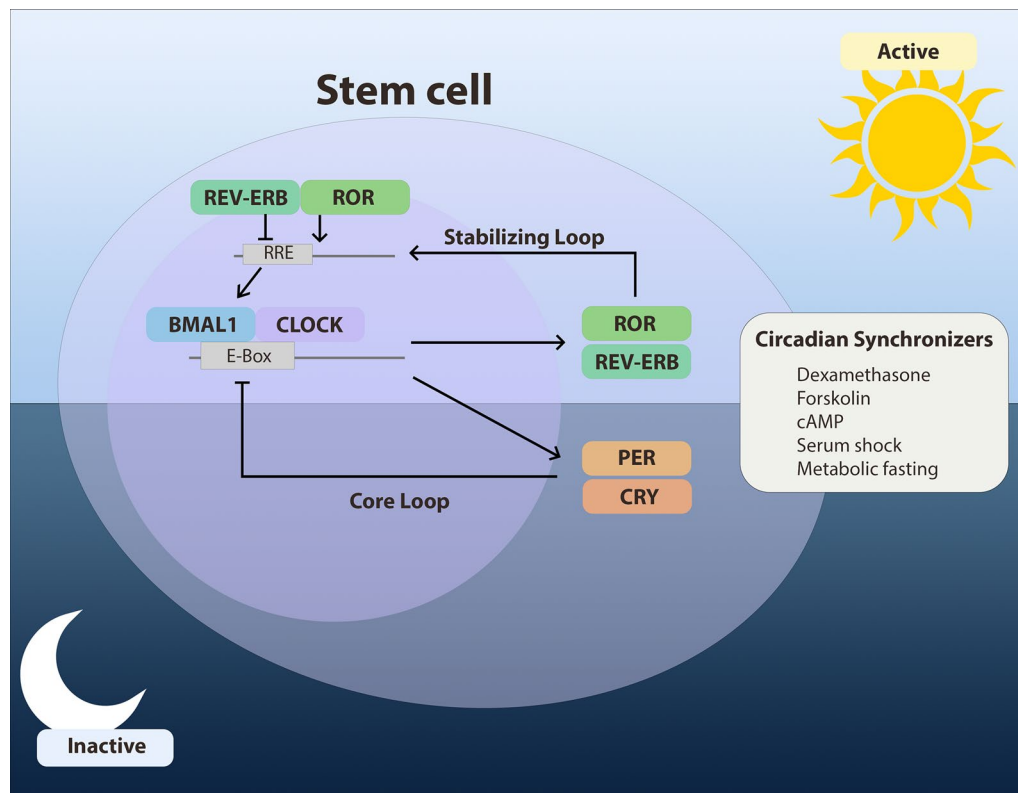 Active
Stem cell
REV-ERB
ROR
RRE
Stabilizing Loop
BMAL1
CLOCK
E-Box
ROR
REV-ERB
Circadian Synchronizers
Dexamethasone
Forskolin
cAMP
Serum shock
Metabolic fasting
PER
CRY
Core Loop
Inactive